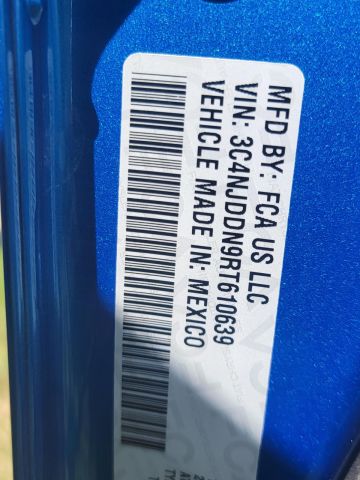 MFD BY: FCA US LLC
VIN: 3C4NJDDN9RT610639
VEHICLE MADE IN: MEXICO